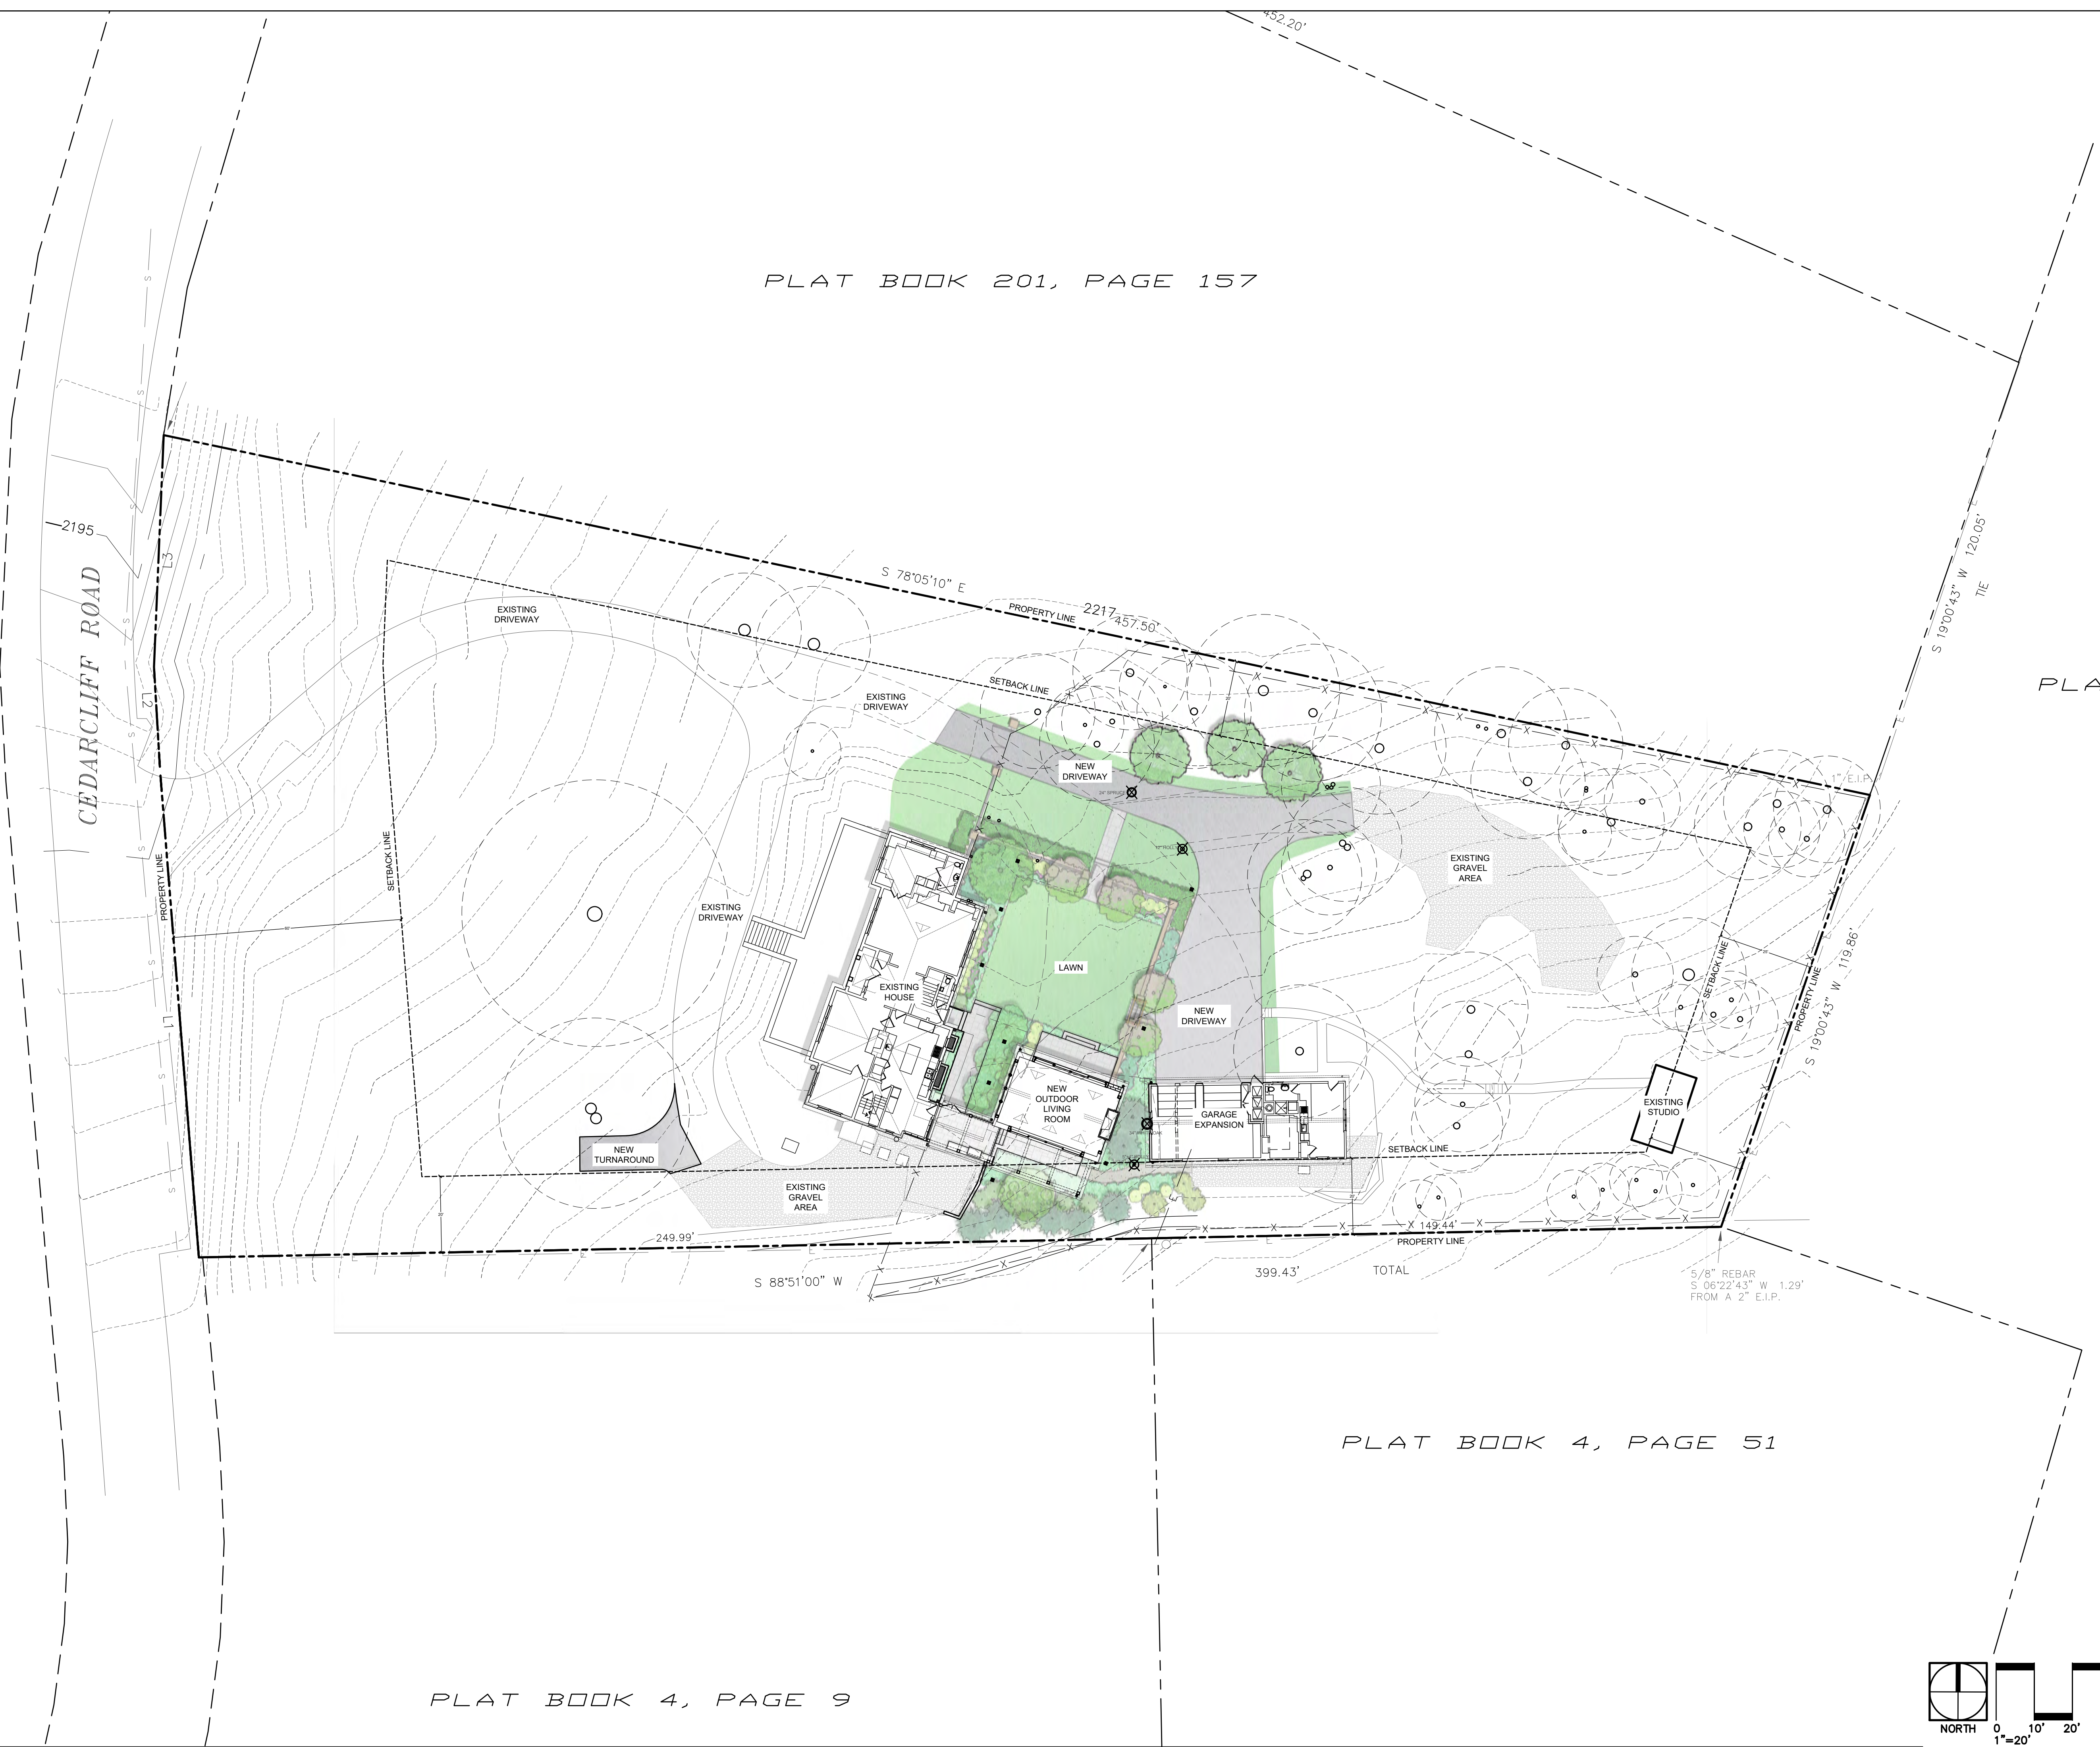 452.20'
PLAT BOOK 201, PAGE 157
2195
CEDARCLIFF ROAD
L3
L2
L1
S 78°05'10" E
PROPERTY LINE
2217
457.50'
S 19°00'43" W 120.05'
TIE
PLA
EXISTING
DRIVEWAY
SETBACK LINE
EXISTING
DRIVEWAY
NEW
DRIVEWAY
24" SPRUCE
1" E.I.P.
SETBACK LINE
PROPERTY LINE
EXISTING
DRIVEWAY
EXISTING
GRAVEL
AREA
LAWN
EXISTING
HOUSE
NEW
DRIVEWAY
SETBACK LINE
PROPERTY LINE
S 19°00'43" W 119.86'
NEW
OUTDOOR
LIVING
ROOM
GARAGE
EXPANSION
EXISTING
STUDIO
NEW
TURNAROUND
SETBACK LINE
EXISTING
GRAVEL
AREA
249.99'
149.44'
PROPERTY LINE
S 88°51'00" W
399.43' TOTAL
5/8" REBAR
S 06°22'43" W 1.29'
FROM A 2" E.I.P.
PLAT BOOK 4, PAGE 51
PLAT BOOK 4, PAGE 9
NORTH
0 10' 20'
1"=20'